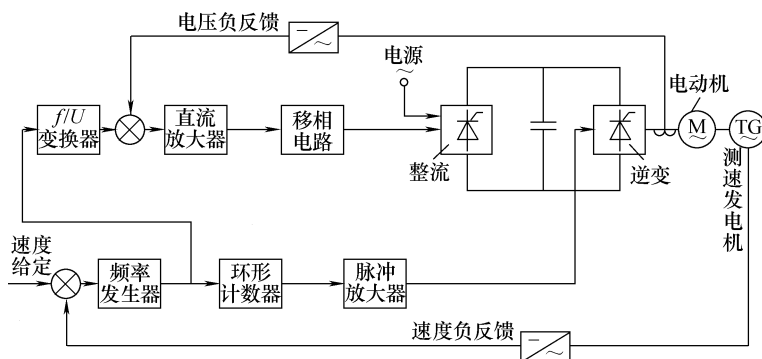 电压负反馈
电源
电动机
f/U
变换器
直流
放大器
移相
电路
整流
逆变
M
TG
测速发电机
速度
给定
频率
发生器
环形
计数器
脉冲
放大器
速度负反馈